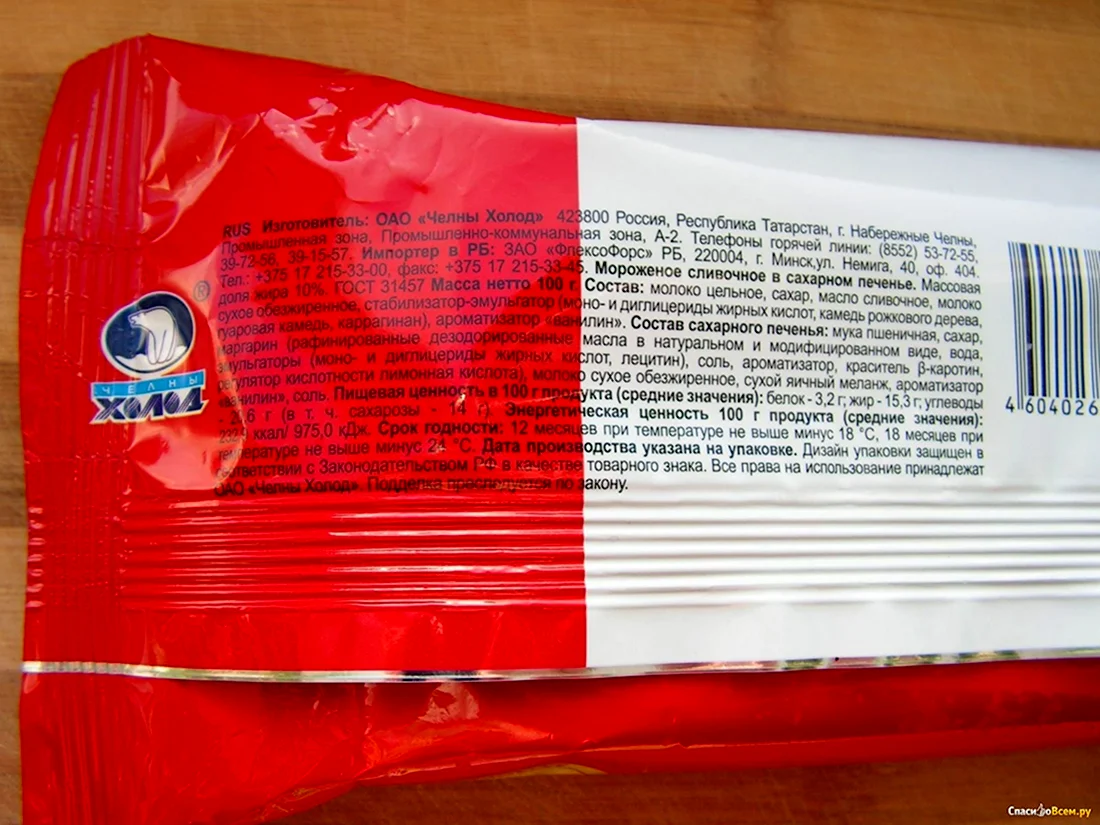 RUS Изготовитель: ОАО «Челны Холод» 423800 Россия, Республика Татарстан, г. Набережные Челны,
Промышленная зона, Промышленно-коммунальная зона, А-2. Телефоны горячей линии: (8552) 53-72-55,
39-72-56, 39-15-57. Импортер в РБ: ЗАО «ФлексоФорс» РБ, 220004, г. Минск,ул. Немига, 40, оф. 404.
Тел.: +375 17 215-33-00, факс: +375 17 215-33-45. Мороженое сливочное в сахарном печенье. Массовая
доля жира 10%. ГОСТ 31457 Масса нетто 100 г. Состав: молоко цельное, сахар, масло сливочное, молоко
сухое обезжиренное, стабилизатор-эмульгатор (моно- и диглицериды жирных кислот, камедь рожкового дерева,
гуаровая камедь, каррагинан), ароматизатор «ванилин». Состав сахарного печенья: мука пшеничная, сахар,
маргарин (рафинированные дезодорированные масла в натуральном и модифицированном виде, вода,
эмульгаторы (моно- и диглицериды жирных кислот, лецитин), соль, ароматизатор, краситель β-каротин,
регулятор кислотности лимонная кислота), молоко сухое обезжиренное, сухой яичный меланж, ароматизатор
«ванилин», соль. Пищевая ценность в 100 г продукта (средние значения): белок - 3,2 г; жир - 15,3 г; углеводы
г (в т. ч. сахарозы - 14 г). Энергетическая ценность 100 г продукта (средние значения):
ккал/ 975,0 кДж. Срок годности: 12 месяцев при температуре не выше минус 18 °С, 18 месяцев при
температуре не выше минус 24 °С. Дата производства указана на упаковке. Дизайн упаковки защищен в
соответствии с Законодательством РФ в качестве товарного знака. Все права на использование принадлежат
ОАО «Челны Холод». Подделка преследуется по закону.
®
ЧЕЛНЫ
ХОЛОД
4 604026
СпасибоВсем.ру